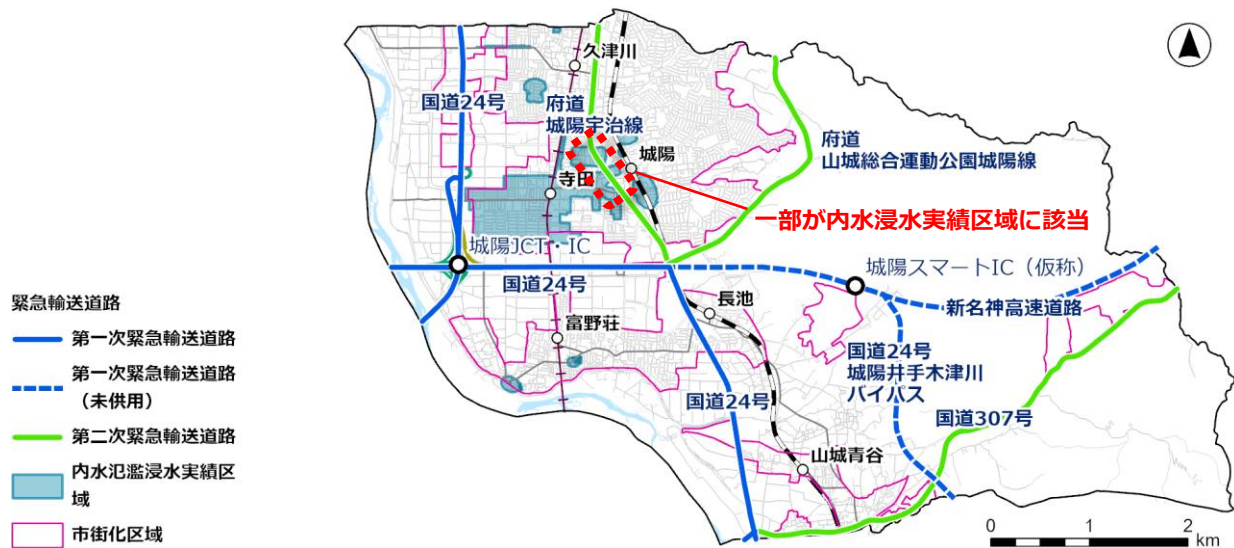 久津川
国道24号
府道
城陽宇治線
城陽
府道
山城総合運動公園城陽線
寺田
一部が内水浸水実績区域に該当
城陽JCT・IC
国道24号
城陽スマートIC（仮称）
新名神高速道路
長池
富野荘
国道24号
城陽井手木津川
バイパス
国道24号
国道307号
山城青谷
緊急輸送道路
第一次緊急輸送道路
第一次緊急輸送道路
（未供用）
第二次緊急輸送道路
内水氾濫浸水実績区
域
市街化区域
0 1 2
km